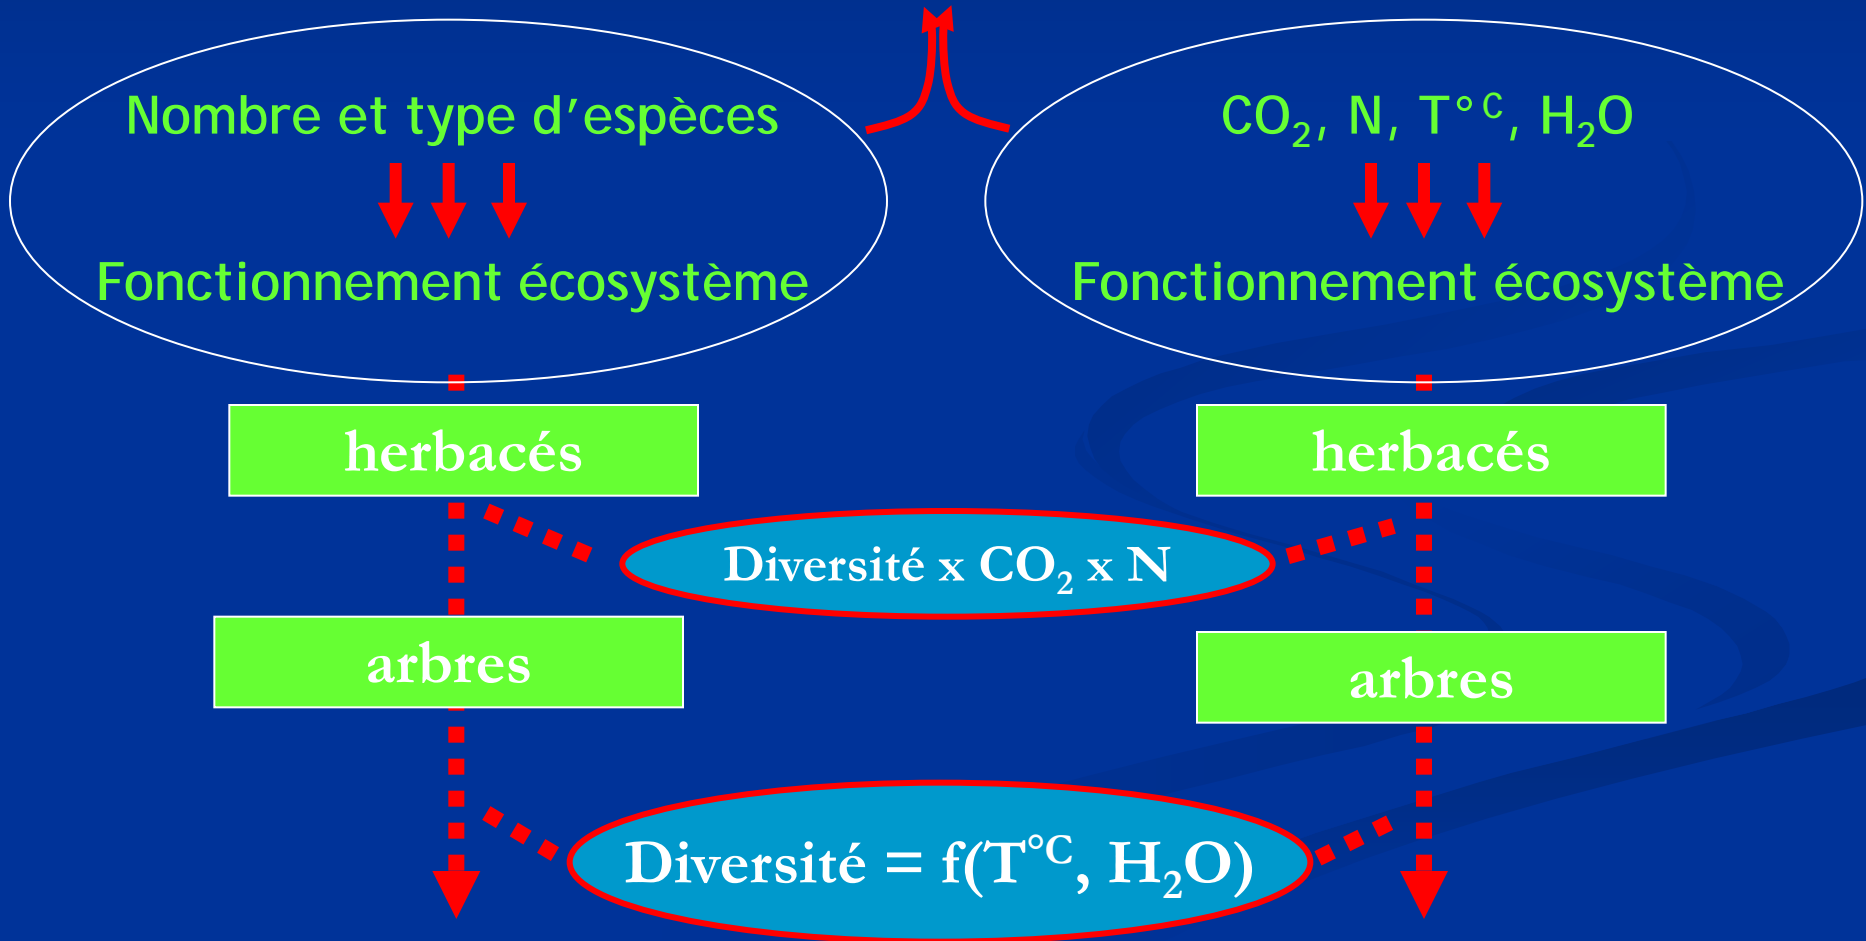 Nombre et type d'espèces
Fonctionnement écosystème
CO₂, N, T°C, H₂O
Fonctionnement écosystème
herbacés
herbacés
Diversité x CO₂ x N
arbres
arbres
Diversité = f(T°C, H₂O)